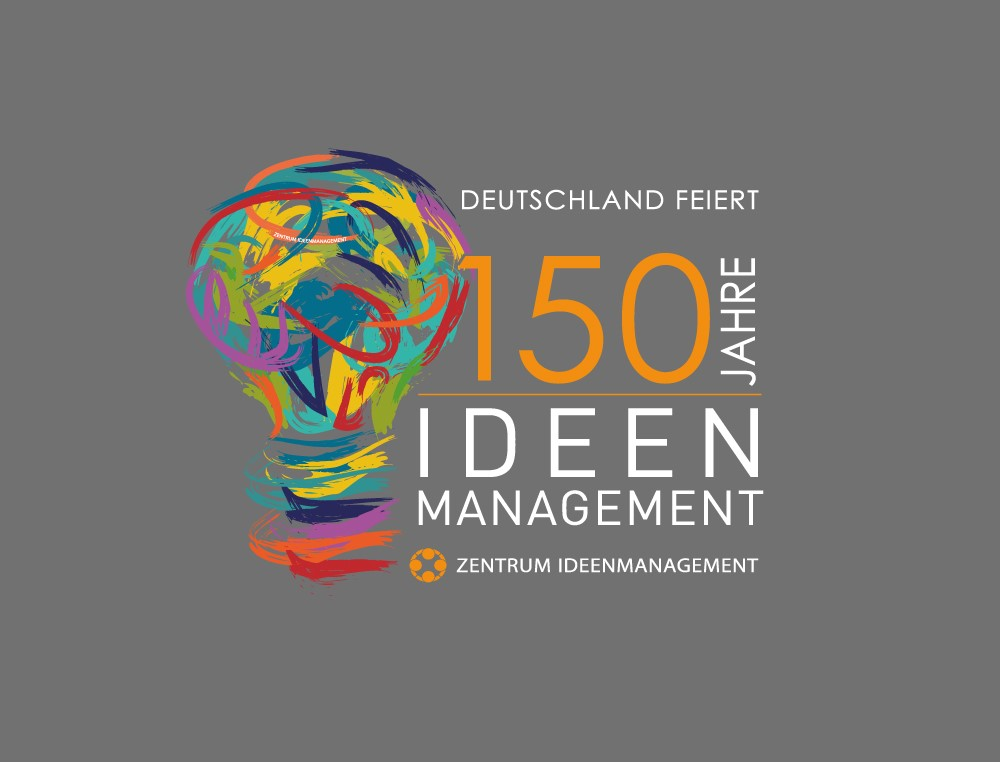 DEUTSCHLAND FEIERT
150 JAHRE
IDEEN
MANAGEMENT
ZENTRUM IDEENMANAGEMENT
ZENTRUM IDEENMANAGEMENT